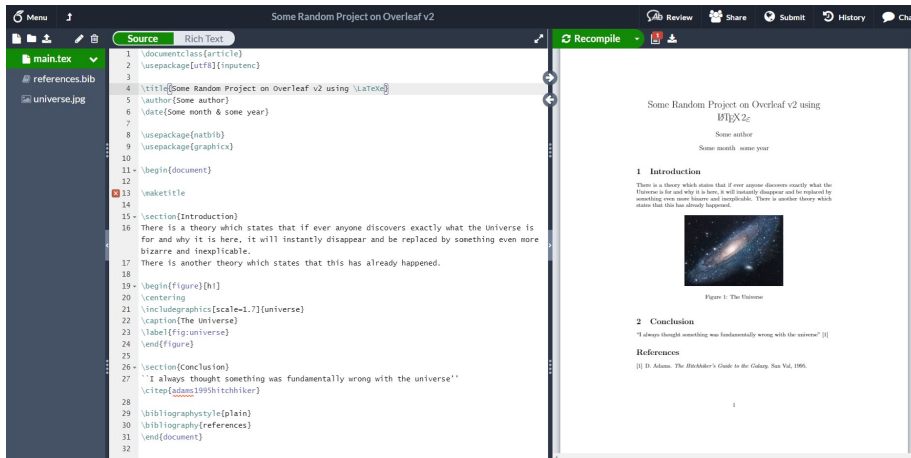 Menu
Some Random Project on Overleaf v2
Review
Share
Submit
History
Cha
Source
Rich Text
Recompile
main.tex
references.bib
universe.jpg
1 \documentclass{article}
2 \usepackage[utf8]{inputenc}
3
4 \title{Some Random Project on Overleaf v2 using \LaTeXe}
5 \author{Some author}
6 \date{Some month & some year}
7
8 \usepackage{natbib}
9 \usepackage{graphicx}
10
11 \begin{document}
12
13 \maketitle
14
15 \section{Introduction}
16 There is a theory which states that if ever anyone discovers exactly what the Universe is
for and why it is here, it will instantly disappear and be replaced by something even more
bizarre and inexplicable.
17 There is another theory which states that this has already happened.
18
19 \begin{figure}[h!]
20 \centering
21 \includegraphics[scale=1.7]{universe}
22 \caption{The Universe}
23 \label{fig:universe}
24 \end{figure}
25
26 \section{Conclusion}
27 ``I always thought something was fundamentally wrong with the universe''
\citep{adams1995hitchhiker}
28
29 \bibliographystyle{plain}
30 \bibliography{references}
31 \end{document}
32
Some Random Project on Overleaf v2 using
LaTeX 2ε
Some author
Some month some year
1 Introduction
There is a theory which states that if ever anyone discovers exactly what the
Universe is for and why it is here, it will instantly disappear and be replaced by
something even more bizarre and inexplicable. There is another theory which
states that this has already happened.
Figure 1: The Universe
2 Conclusion
"I always thought something was fundamentally wrong with the universe" [1]
References
[1] D. Adams. The Hitchhiker's Guide to the Galaxy. San Val, 1995.
1